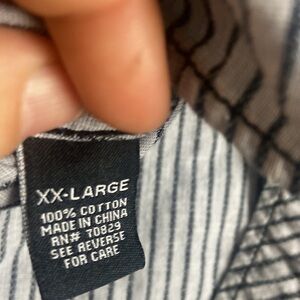 XX-LARGE
100% COTTON
MADE IN CHINA
RN# 70829
SEE REVERSE
FOR CARE